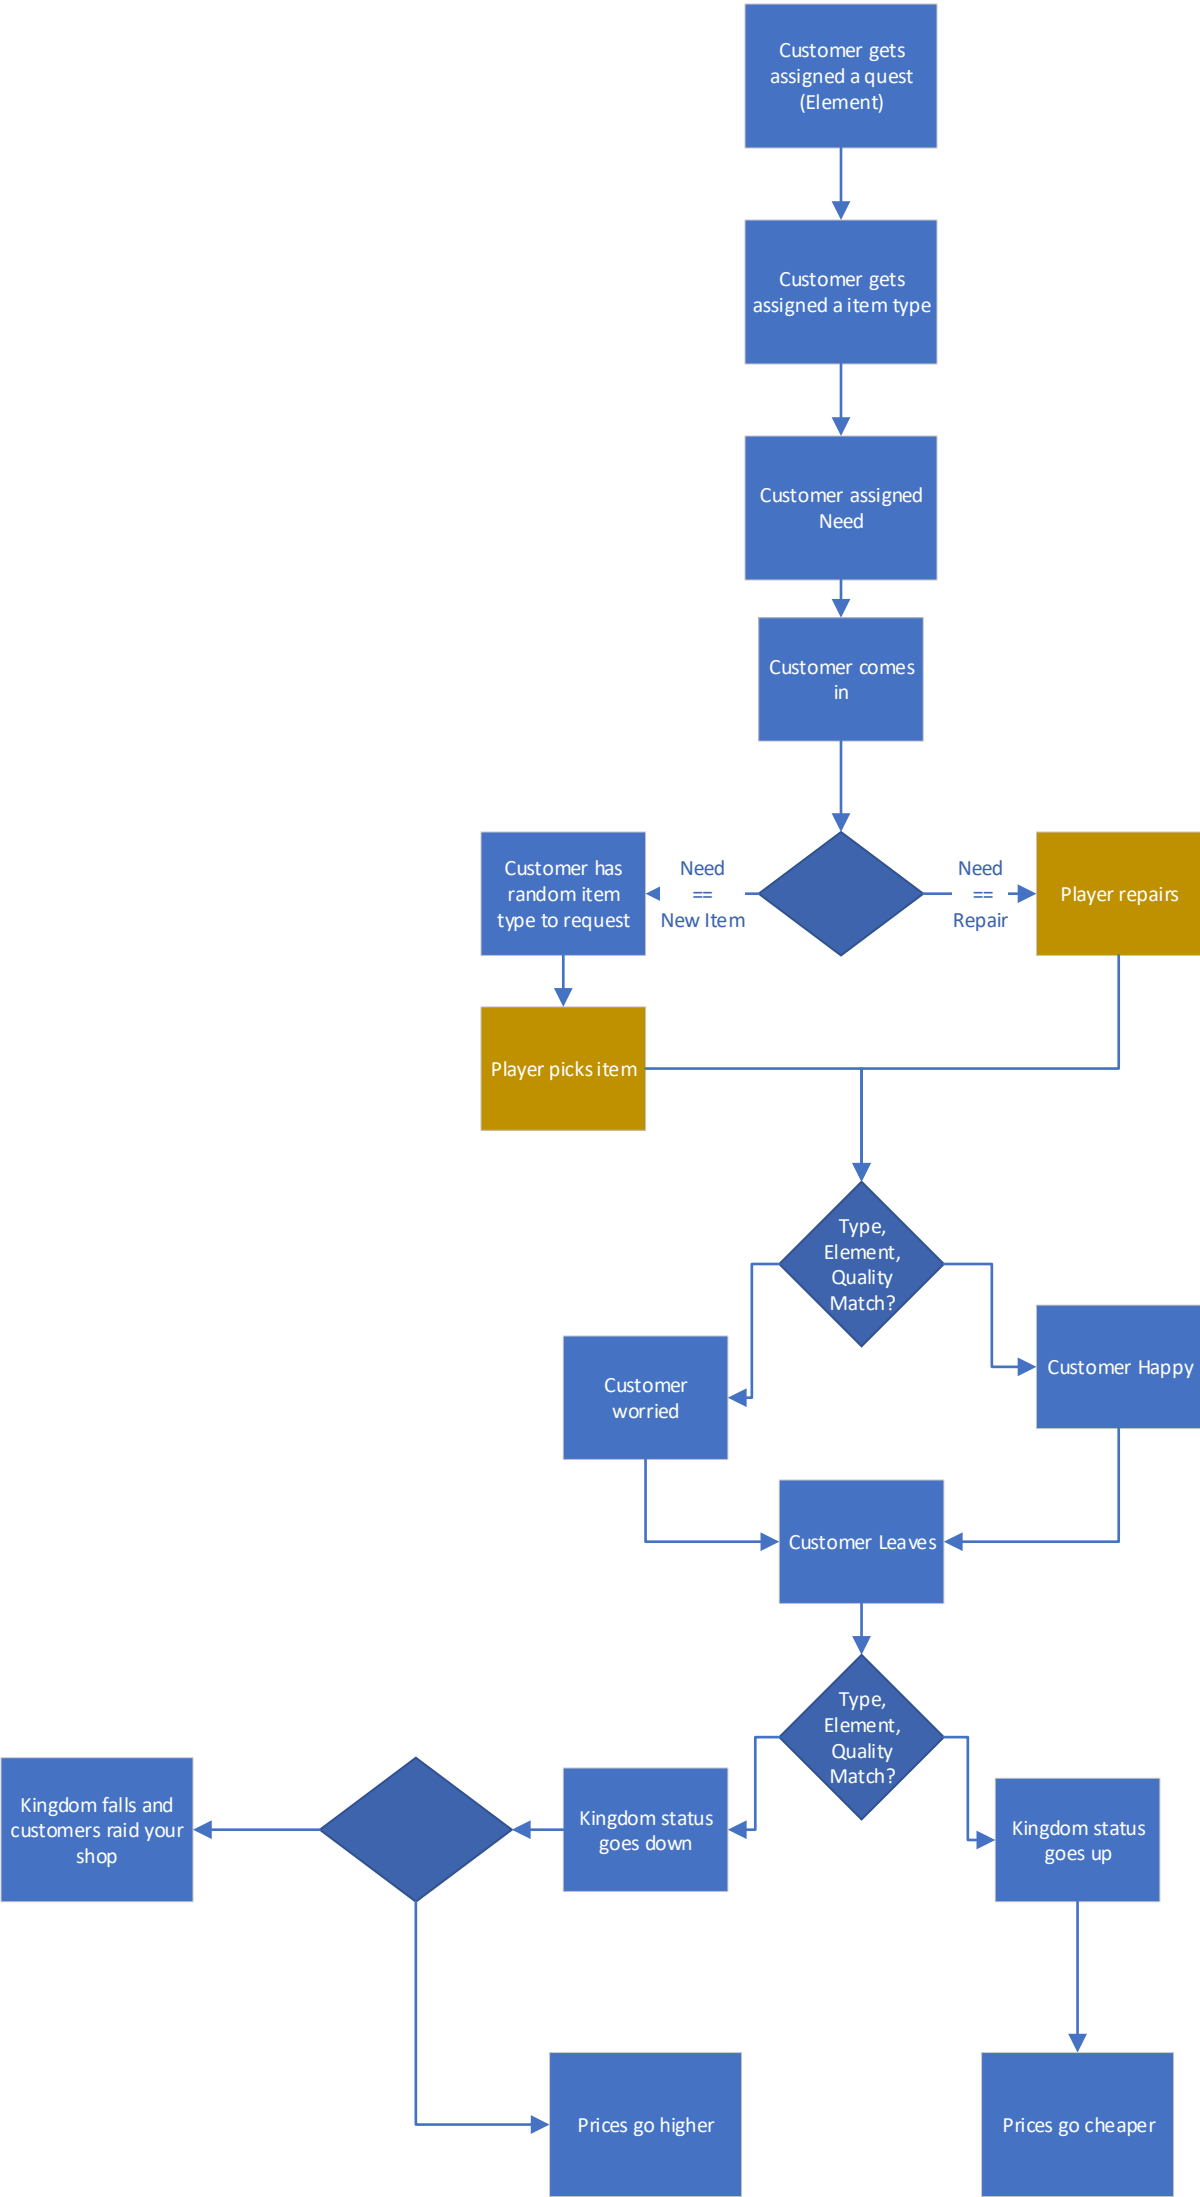 Customer gets
assigned a quest
(Element)
Customer gets
assigned a item type
Customer assigned
Need
Customer comes
in
Customer has
random item
type to request
Need
==
New Item
Need
==
Repair
Player repairs
Player picks item
Type,
Element,
Quality
Match?
Customer
worried
Customer Happy
Customer Leaves
Type,
Element,
Quality
Match?
Kingdom falls and
customers raid your
shop
Kingdom status
goes down
Kingdom status
goes up
Prices go higher
Prices go cheaper